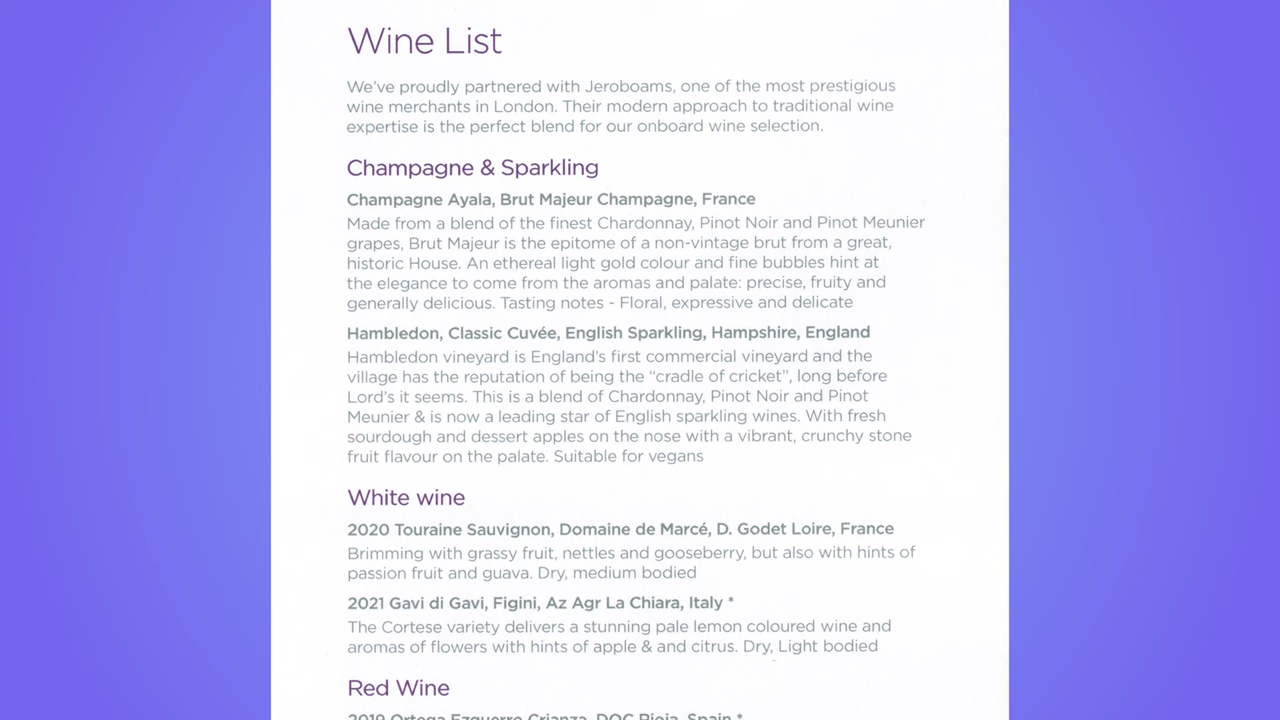 Wine List
We've proudly partnered with Jeroboams, one of the most prestigious
wine merchants in London. Their modern approach to traditional wine
expertise is the perfect blend for our onboard wine selection.
Champagne & Sparkling
Champagne Ayala, Brut Majeur Champagne, France
Made from a blend of the finest Chardonnay, Pinot Noir and Pinot Meunier
grapes, Brut Majeur is the epitome of a non-vintage brut from a great,
historic House. An ethereal light gold colour and fine bubbles hint at
the elegance to come from the aromas and palate: precise, fruity and
generally delicious. Tasting notes - Floral, expressive and delicate
Hambledon, Classic Cuvée, English Sparkling, Hampshire, England
Hambledon vineyard is England's first commercial vineyard and the
village has the reputation of being the “cradle of cricket”, long before
Lord's it seems. This is a blend of Chardonnay, Pinot Noir and Pinot
Meunier & is now a leading star of English sparkling wines. With fresh
sourdough and dessert apples on the nose with a vibrant, crunchy stone
fruit flavour on the palate. Suitable for vegans
White wine
2020 Touraine Sauvignon, Domaine de Marcé, D. Godet Loire, France
Brimming with grassy fruit, nettles and gooseberry, but also with hints of
passion fruit and guava. Dry, medium bodied
2021 Gavi di Gavi, Figini, Az Agr La Chiara, Italy *
The Cortese variety delivers a stunning pale lemon coloured wine and
aromas of flowers with hints of apple & and citrus. Dry, Light bodied
Red Wine
2019 Ortega Ezquerro Crianza, DOC Rioja, Spain *